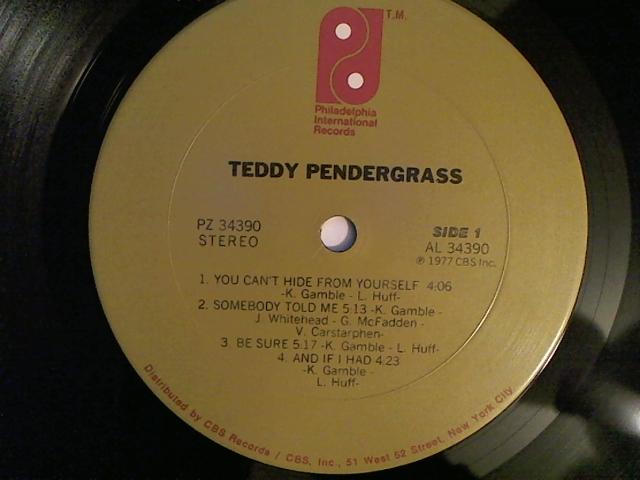 T.M.
Philadelphia
International
Records
TEDDY PENDERGRASS
PZ 34390
STEREO
SIDE 1
AL 34390
℗ 1977 CBS Inc.
1. YOU CAN'T HIDE FROM YOURSELF 4:06
-K. Gamble - L. Huff-
2. SOMEBODY TOLD ME 5:13 -K. Gamble -
J. Whitehead - G. McFadden -
V. Carstarphen-
3. BE SURE 5:17 -K. Gamble - L. Huff-
4. AND IF I HAD 4:23
-K. Gamble -
L. Huff-
Distributed by CBS Records / CBS, Inc., 51 West 52 Street, New York City